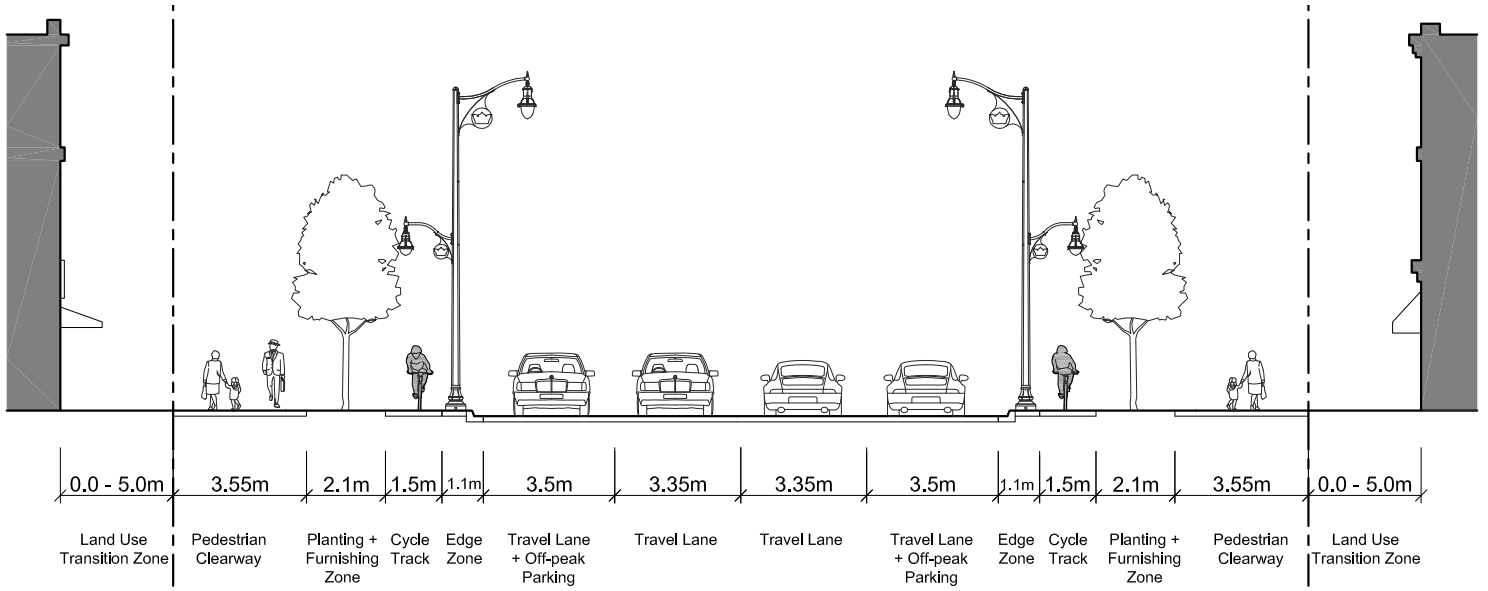 0.0 - 5.0m 3.55m 2.1m 1.5m 1.1m 3.5m 3.35m 3.35m 3.5m 1.1m 1.5m 2.1m 3.55m 0.0 - 5.0m
Land Use
Transition Zone
Pedestrian
Clearway
Planting +
Furnishing
Zone
Cycle
Track
Edge
Zone
Travel Lane
+ Off-peak
Parking
Travel Lane
Travel Lane
Travel Lane
+ Off-peak
Parking
Edge
Zone
Cycle
Track
Planting +
Furnishing
Zone
Pedestrian
Clearway
Land Use
Transition Zone